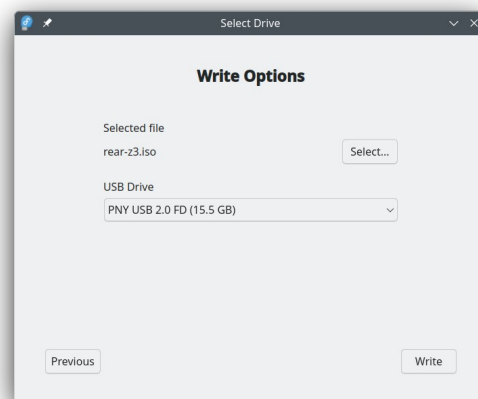 Select Drive
Write Options
Selected file
rear-z3.iso
Select...
USB Drive
PNY USB 2.0 FD (15.5 GB)
Previous
Write